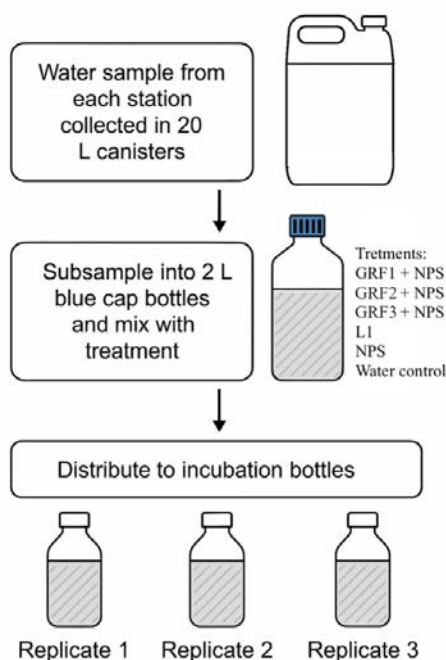 Water sample from
each station
collected in 20
L canisters
Subsample into 2 L
blue cap bottles
and mix with
treatment
Tretments:
GRF1 + NPS
GRF2 + NPS
GRF3 + NPS
L1
NPS
Water control
Distribute to incubation bottles
Replicate 1
Replicate 2
Replicate 3